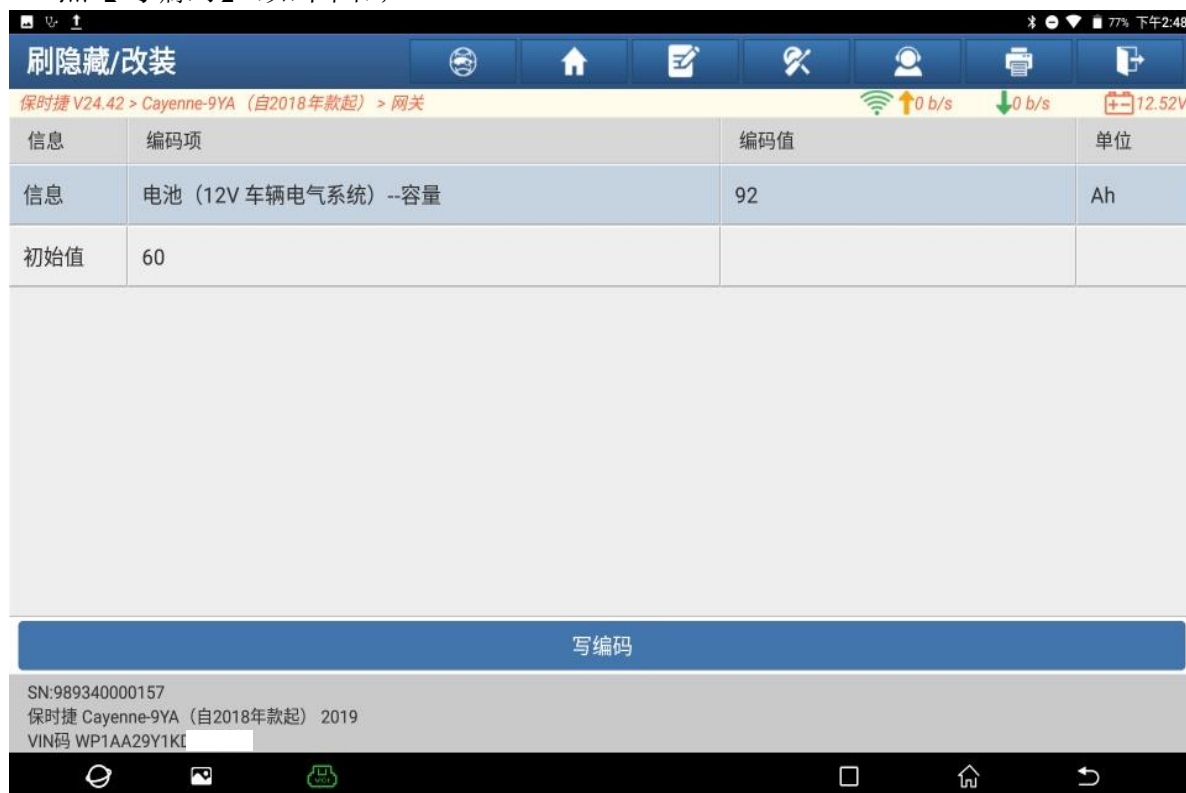 77% 下午2:48
刷隐藏/改装
保时捷 V24.42 > Cayenne-9YA（自2018年款起） > 网关 0 b/s 0 b/s 12.52V
信息 编码项 编码值 单位
信息 电池（12V 车辆电气系统）--容量 92 Ah
初始值 60
写编码
SN:989340000157
保时捷 Cayenne-9YA（自2018年款起） 2019
VIN码 WP1AA29Y1K
VCI